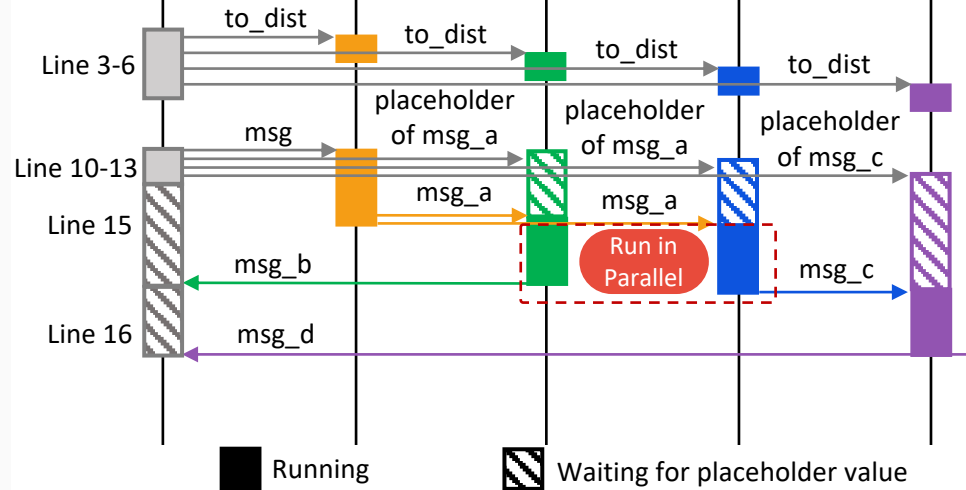 to_dist
to_dist
to_dist
to_dist
Line 3-6
placeholder
of msg_a
placeholder
of msg_a
placeholder
of msg_c
msg
Line 10-13
msg_a
msg_a
Line 15
Run in
Parallel
msg_b
msg_c
Line 16
msg_d
Running
Waiting for placeholder value